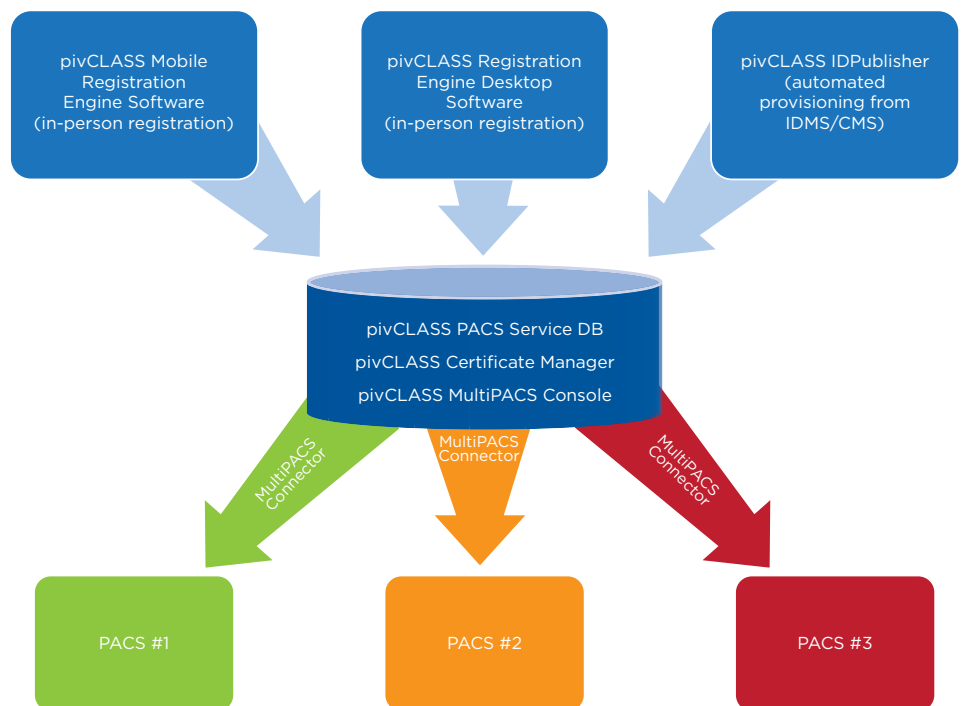 pivCLASS Mobile
Registration
Engine Software
(in-person registration)
pivCLASS Registration
Engine Desktop
Software
(in-person registration)
pivCLASS IDPublisher
(automated
provisioning from
IDMS/CMS)
pivCLASS PACS Service DB
pivCLASS Certificate Manager
pivCLASS MultiPACS Console
MultiPACS
Connector
MultiPACS
Connector
MultiPACS
Connector
PACS #1
PACS #2
PACS #3